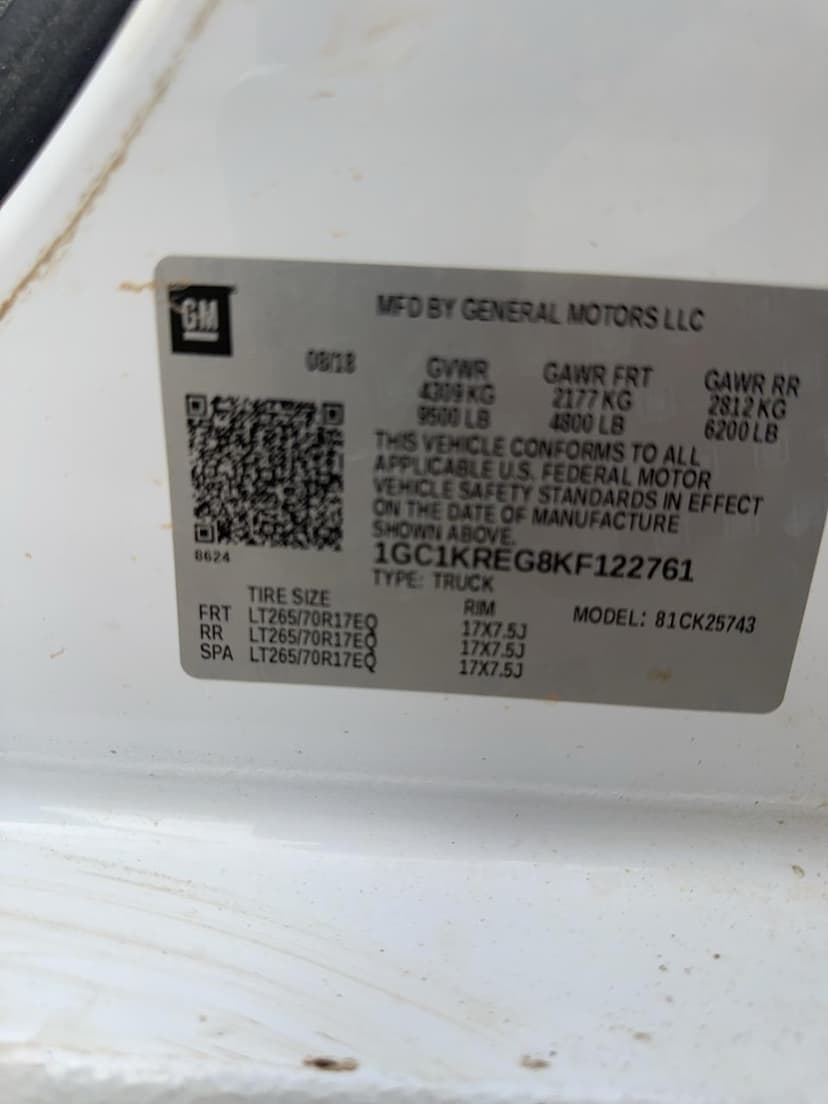 GM
MFD BY GENERAL MOTORS LLC
08/18
GVWR GAWR FRT GAWR RR
4309 KG 2177 KG 2812 KG
9500 LB 4800 LB 6200 LB
THIS VEHICLE CONFORMS TO ALL
APPLICABLE U.S. FEDERAL MOTOR
VEHICLE SAFETY STANDARDS IN EFFECT
ON THE DATE OF MANUFACTURE
SHOWN ABOVE.
8624
1GC1KREG8KF122761
TYPE: TRUCK
TIRE SIZE RIM MODEL: 81CK25743
FRT LT265/70R17EQ 17X7.5J
RR LT265/70R17EQ 17X7.5J
SPA LT265/70R17EQ 17X7.5J